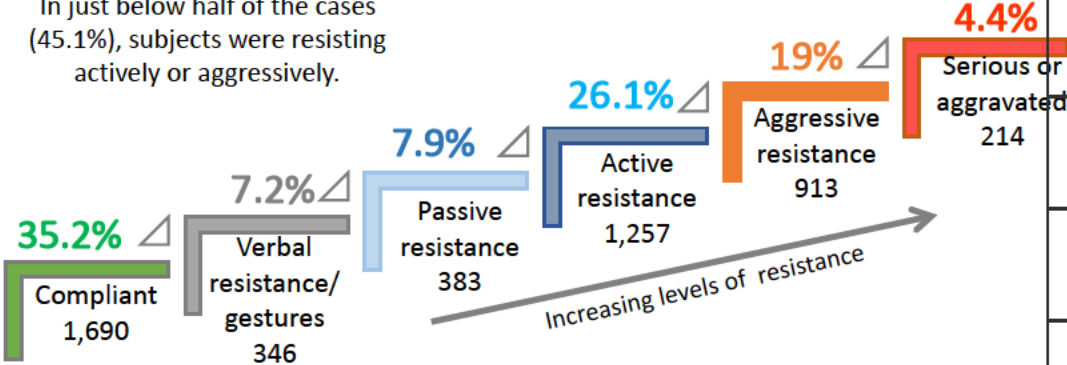 In just below half of the cases
(45.1%), subjects were resisting
actively or aggressively.
35.2%
Compliant
1,690
7.2%
Verbal
resistance/
gestures
346
7.9%
Passive
resistance
383
26.1%
Active
resistance
1,257
19%
Aggressive
resistance
913
4.4%
Serious or
aggravated
214
Increasing levels of resistance